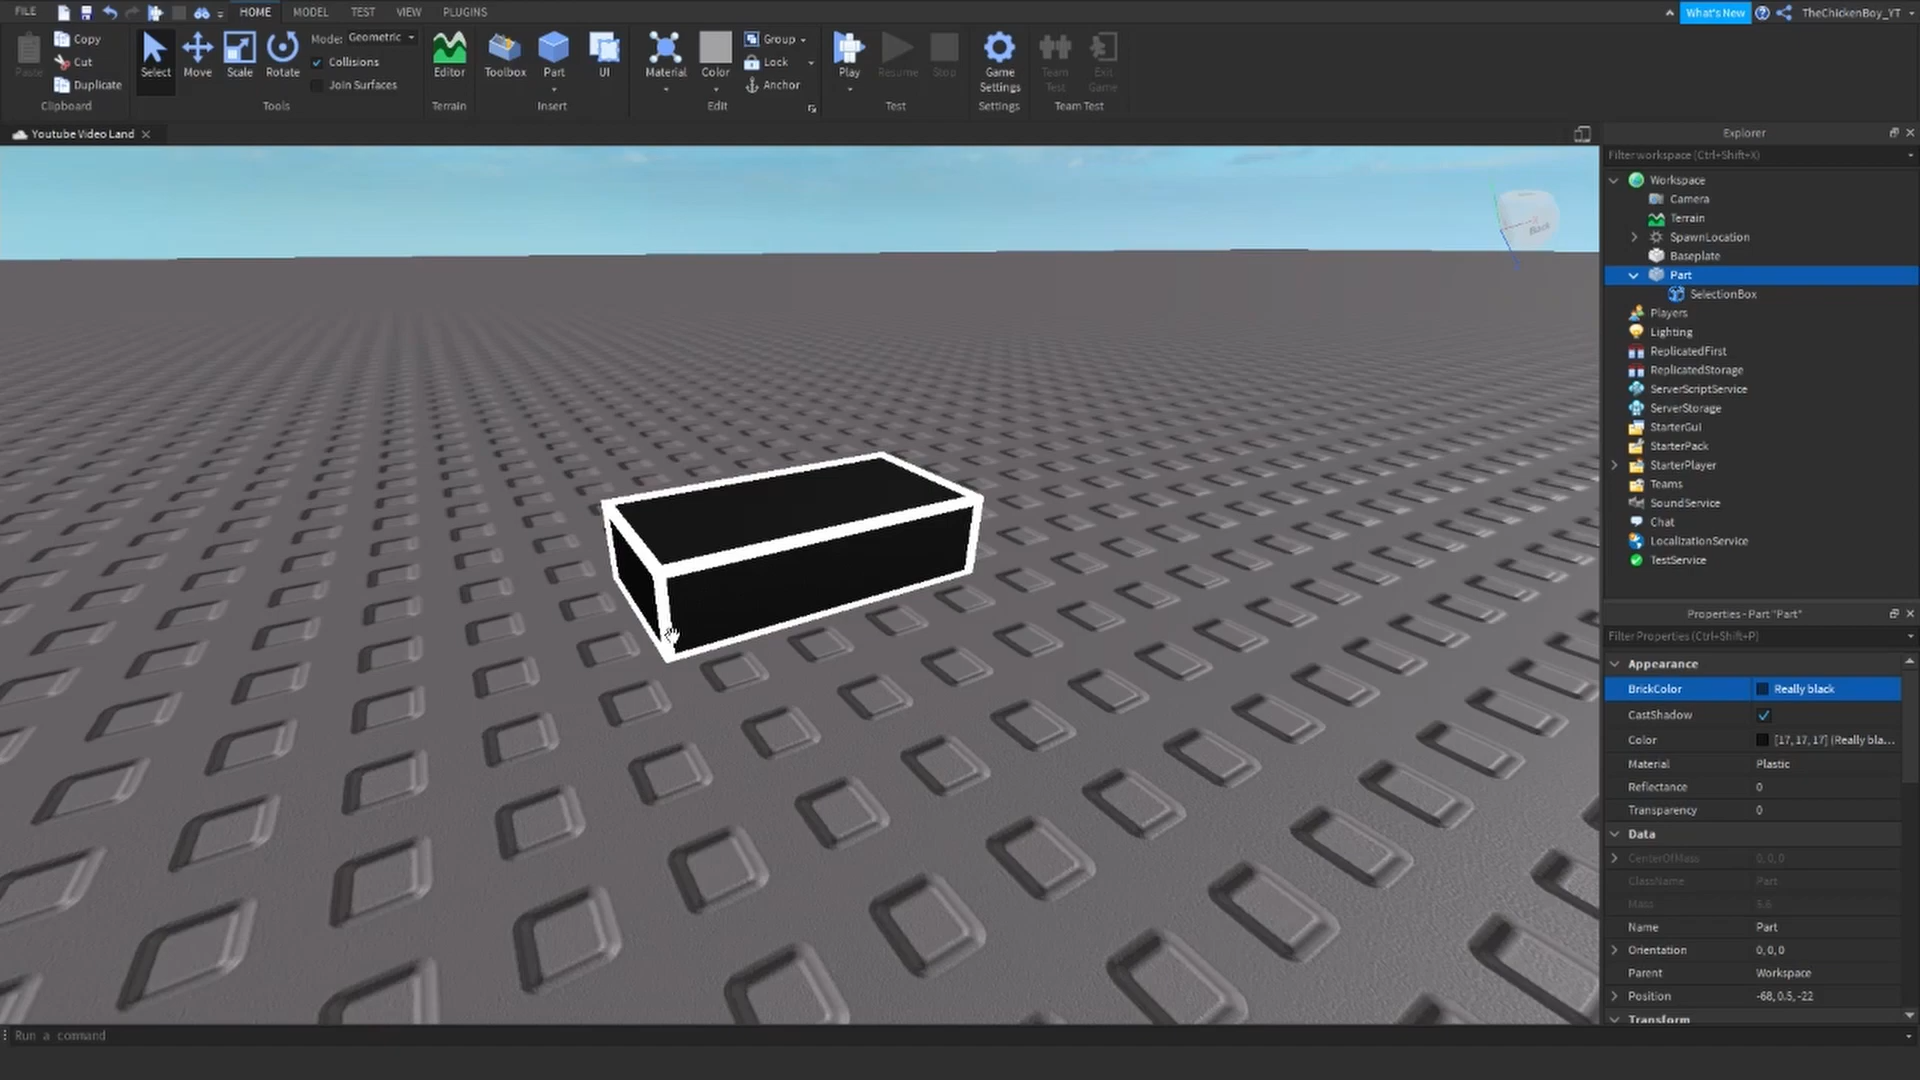 FILE HOME MODEL TEST VIEW PLUGINS What's New TheChickenBoy_YT
Copy
Cut
Duplicate
Paste
Clipboard
Select Move Scale Rotate
Mode: Geometric
Collisions
Join Surfaces
Tools
Editor
Terrain
Toolbox Part UI
Insert
Material Color
Group
Lock
Anchor
Edit
Play Resume Stop
Test
Game Settings
Settings
Team Test
Exit Game
Team Test
Youtube Video Land
Back
Explorer
Filter workspace (Ctrl+Shift+X)
Workspace
Camera
Terrain
SpawnLocation
Baseplate
Part
SelectionBox
Players
Lighting
ReplicatedFirst
ReplicatedStorage
ServerScriptService
ServerStorage
StarterGui
StarterPack
StarterPlayer
Teams
SoundService
Chat
LocalizationService
TestService
Properties - Part "Part"
Filter Properties (Ctrl+Shift+P)
Appearance
BrickColor Really black
CastShadow
Color [17, 17, 17] (Really bla...
Material Plastic
Reflectance 0
Transparency 0
Data
CenterOfMass 0, 0, 0
ClassName Part
Mass 5.6
Name Part
Orientation 0, 0, 0
Parent Workspace
Position -68, 0.5, -22
Transform
Run a command